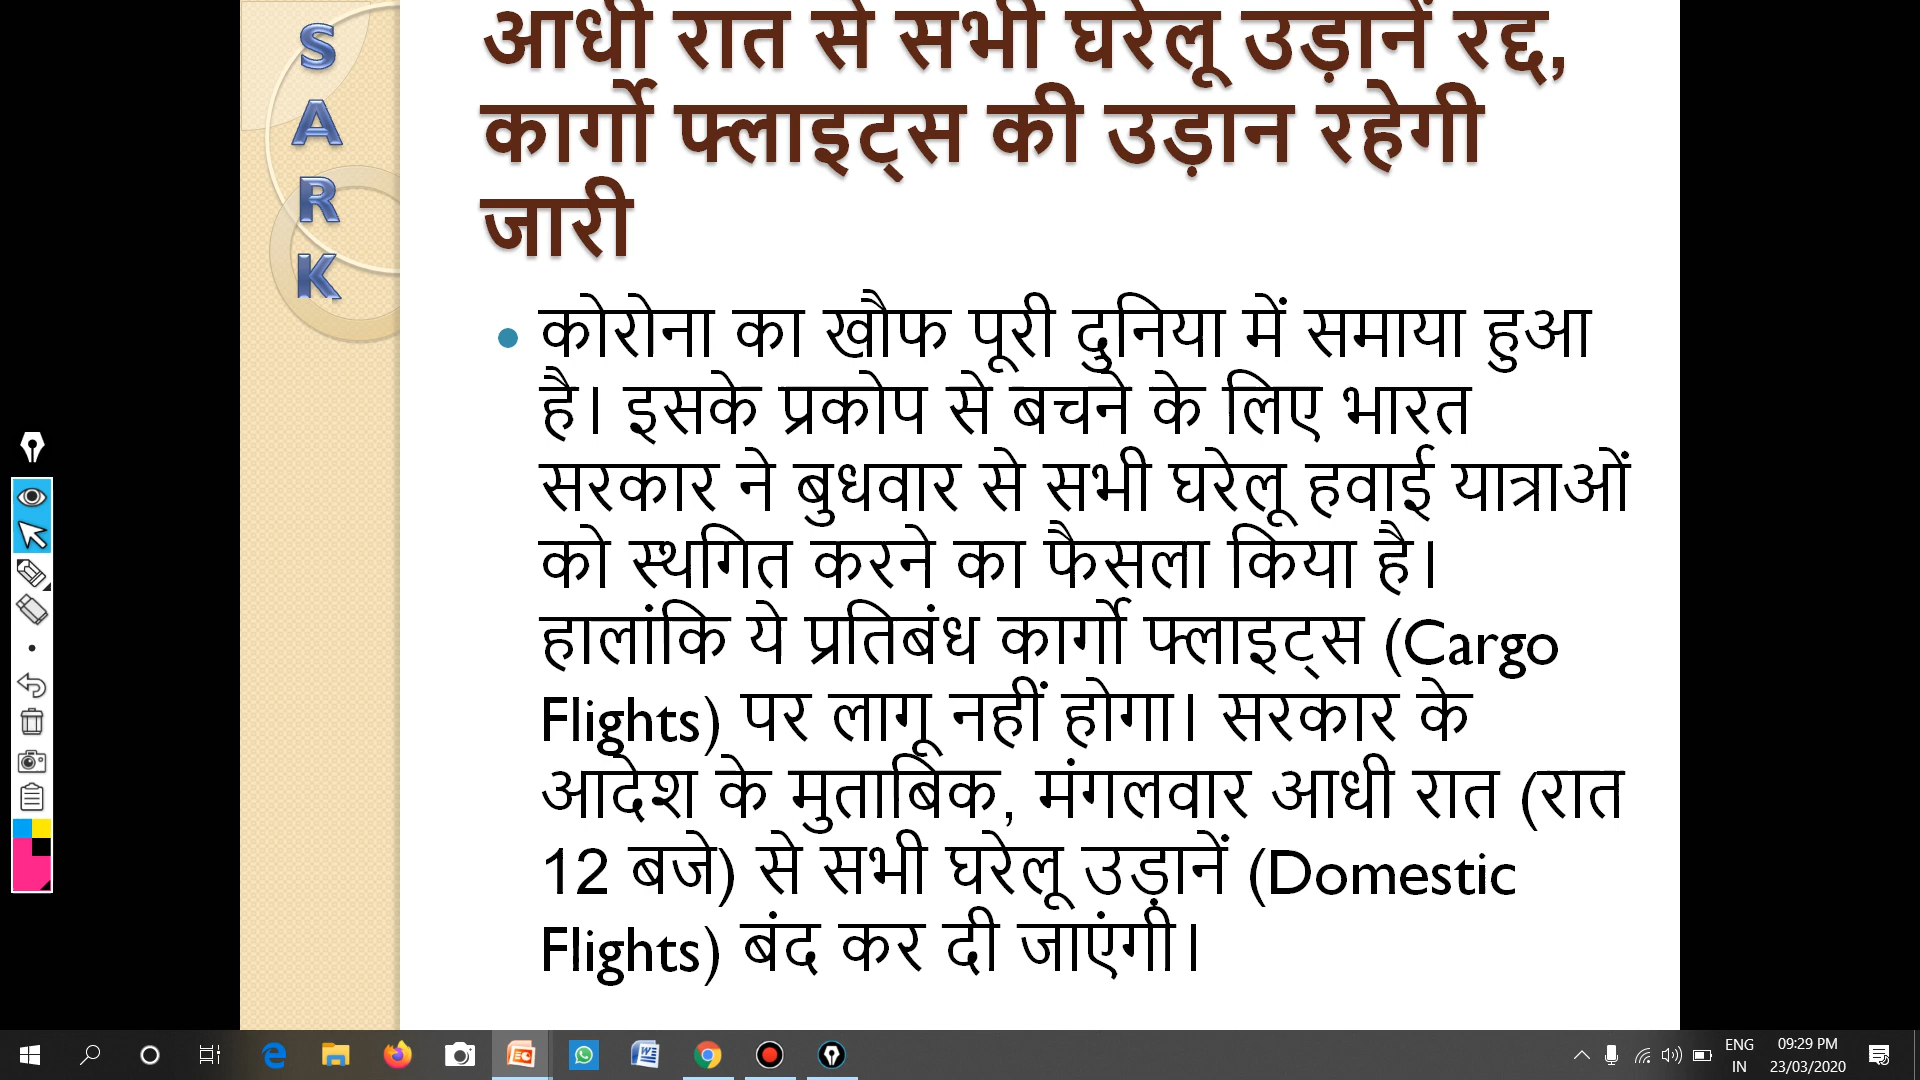 S
A
R
K
आधी रात से सभी घरेलू उड़ानें रद्द,
कार्गो फ्लाइट्स की उड़ान रहेगी
जारी
• कोरोना का खौफ पूरी दुनिया में समाया हुआ
है। इसके प्रकोप से बचने के लिए भारत
सरकार ने बुधवार से सभी घरेलू हवाई यात्राओं
को स्थगित करने का फैसला किया है।
हालांकि ये प्रतिबंध कार्गो फ्लाइट्स (Cargo
Flights) पर लागू नहीं होगा। सरकार के
आदेश के मुताबिक, मंगलवार आधी रात (रात
12 बजे) से सभी घरेलू उड़ानें (Domestic
Flights) बंद कर दी जाएंगी।
ENG
IN
09:29 PM
23/03/2020